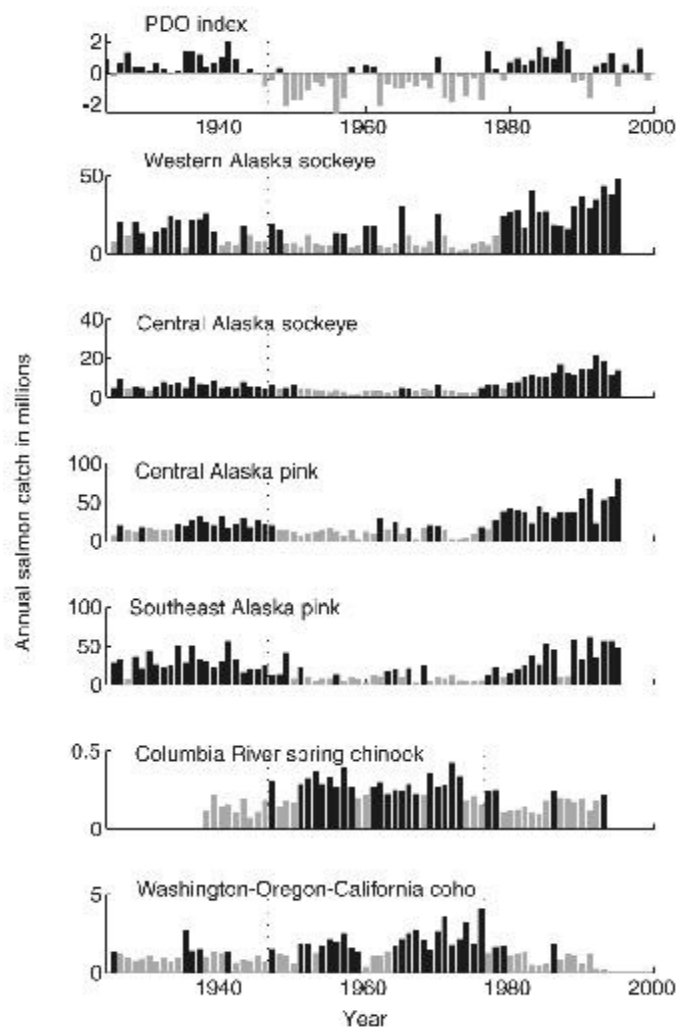 PDO index
2
0
-2
1940 1960 1980 2000
Western Alaska sockeye
50
0
Central Alaska sockeye
40
20
0
Central Alaska pink
100
50
0
Southeast Alaska pink
100
50
0
Columbia River spring chinook
0.5
0
Washington-Oregon-California coho
5
0
1940 1960 1980 2000
Year
Annual salmon catch in millions